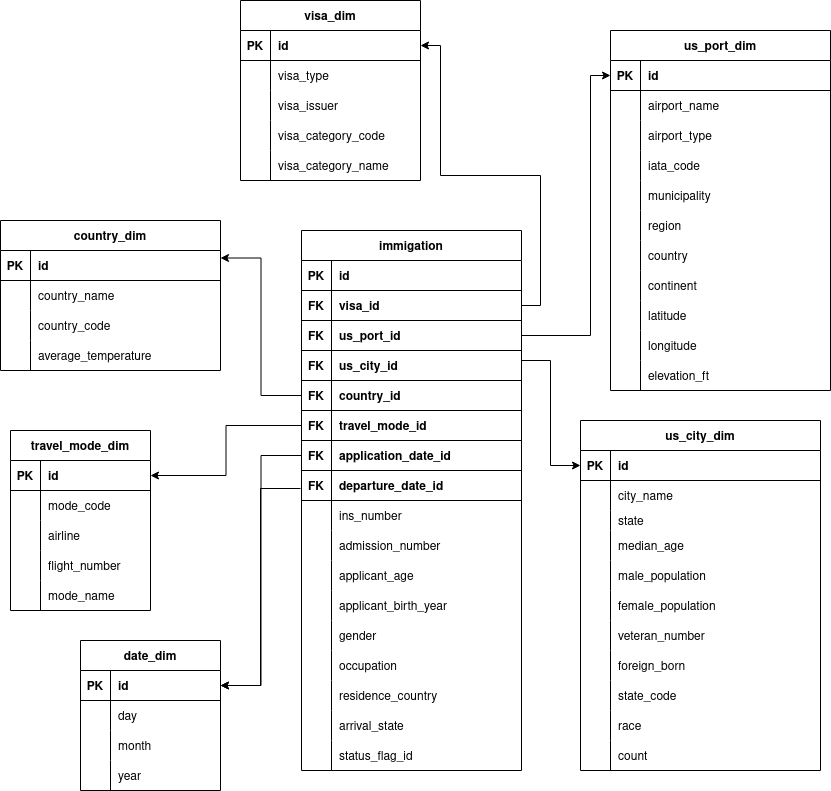 visa_dim
PK id
visa_type
visa_issuer
visa_category_code
visa_category_name
us_port_dim
PK id
airport_name
airport_type
iata_code
municipality
region
country
continent
latitude
longitude
elevation_ft
country_dim
PK id
country_name
country_code
average_temperature
immigation
PK id
FK visa_id
FK us_port_id
FK us_city_id
FK country_id
FK travel_mode_id
FK application_date_id
FK departure_date_id
ins_number
admission_number
applicant_age
applicant_birth_year
gender
occupation
residence_country
arrival_state
status_flag_id
travel_mode_dim
PK id
mode_code
airline
flight_number
mode_name
us_city_dim
PK id
city_name
state
median_age
male_population
female_population
veteran_number
foreign_born
state_code
race
count
date_dim
PK id
day
month
year